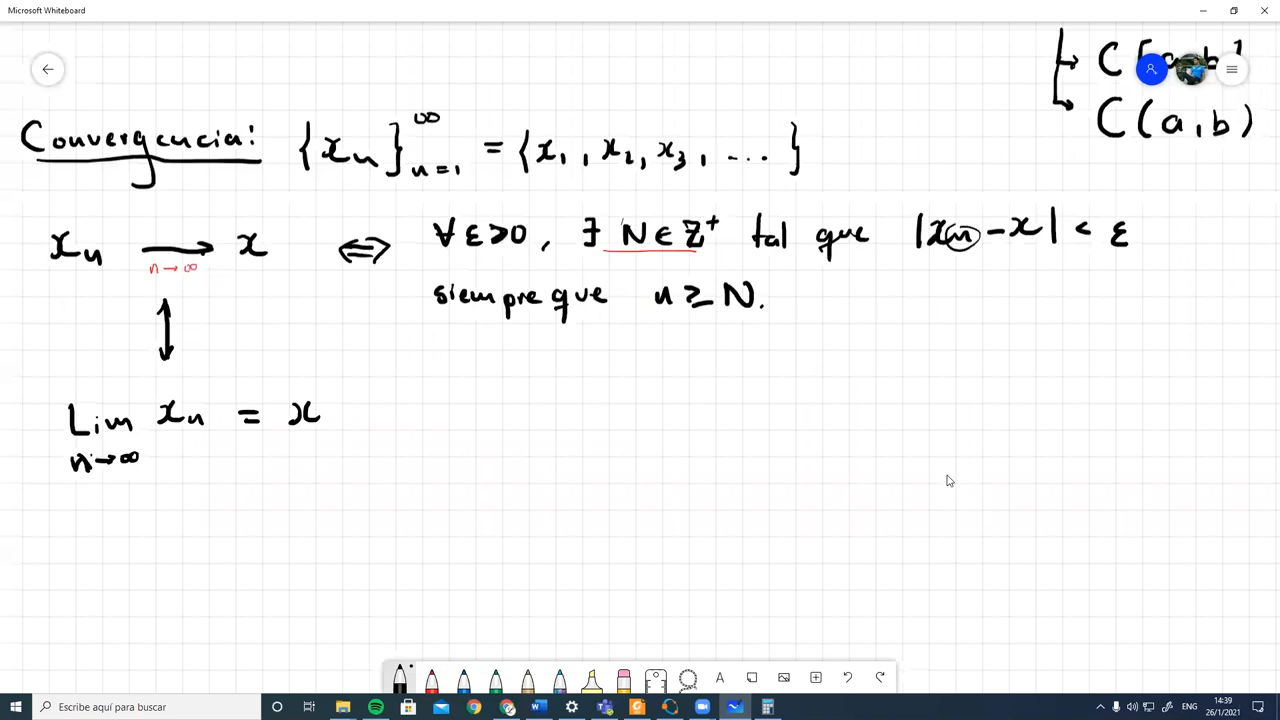 Microsoft Whiteboard
C[a,b]
C(a,b)
Convergencia: {xn}∞n=1 = {x1, x2, x3, ...}
xn → x n→∞ ⇔ ∀ε>0, ∃ N∈Z⁺ tal que |xn - x| < ε
siempre que n ≥ N.
↕
Lim xn = x
n→∞
Escribe aquí para buscar
ENG
14:39
26/1/2021